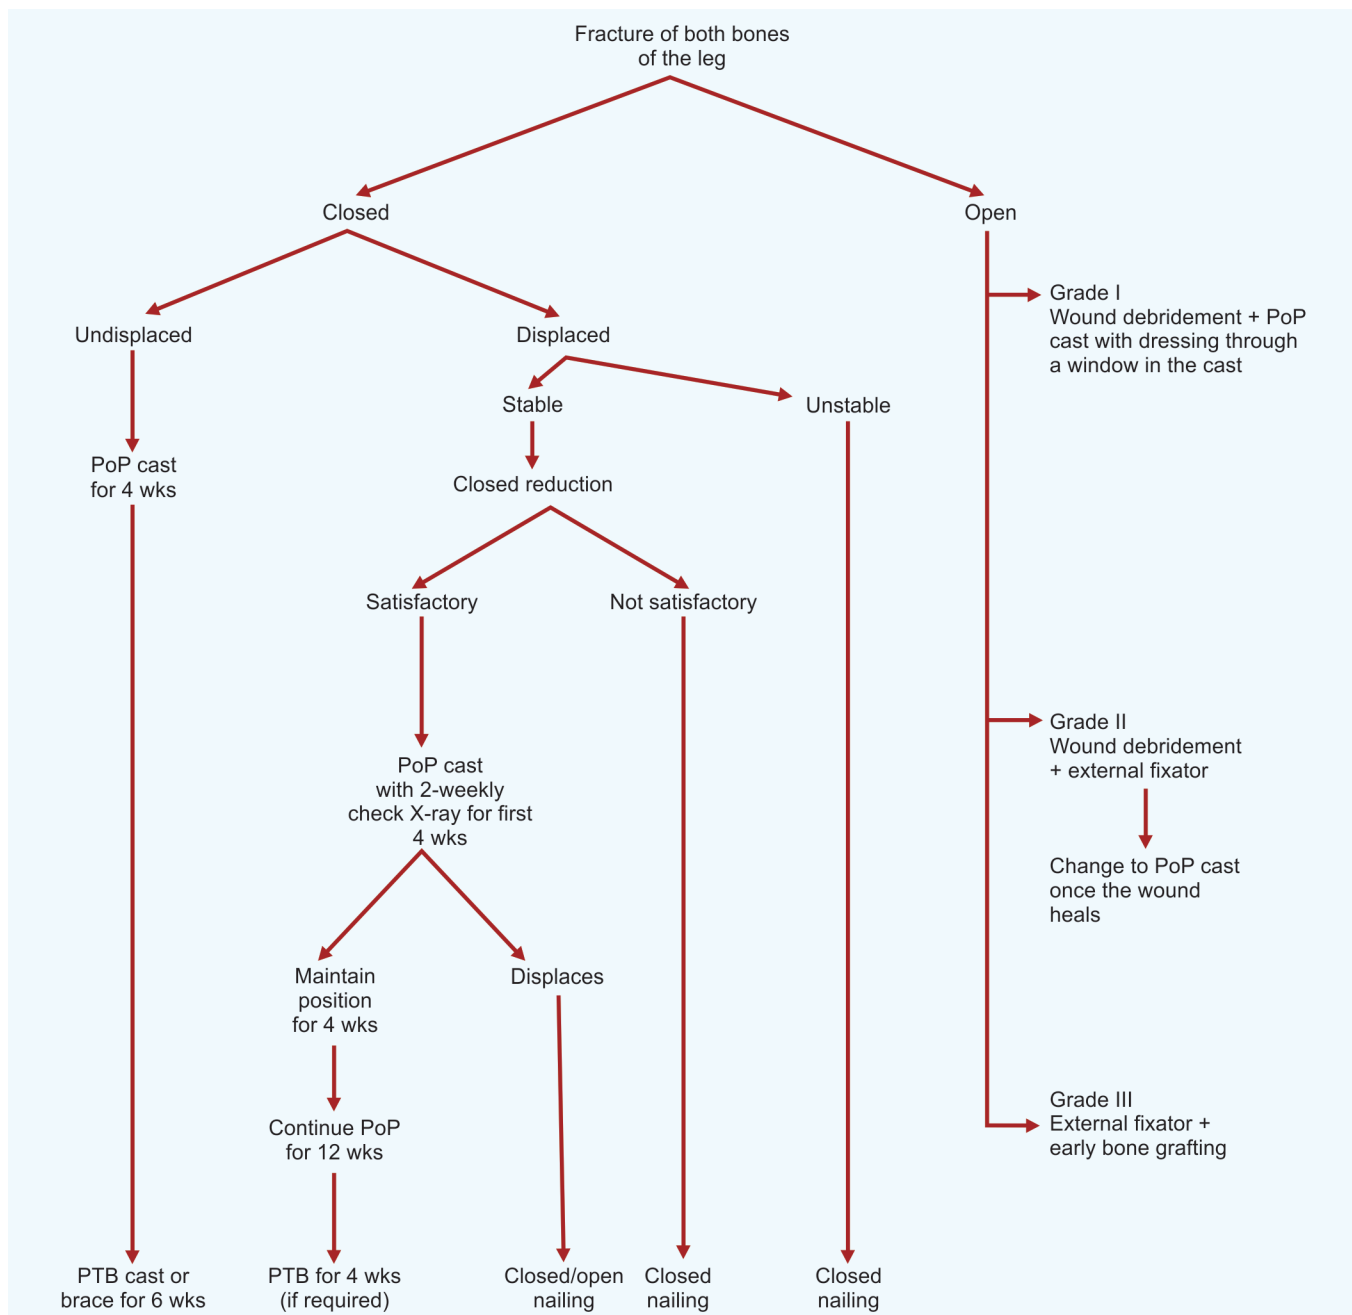 Fracture of both bones
of the leg
Closed
Open
Undisplaced
Displaced
Stable
Unstable
PoP cast
for 4 wks
Closed reduction
Satisfactory
Not satisfactory
PoP cast
with 2-weekly
check X-ray for first
4 wks
Maintain
position
for 4 wks
Displaces
Continue PoP
for 12 wks
PTB cast or
brace for 6 wks
PTB for 4 wks
(if required)
Closed/open
nailing
Closed
nailing
Closed
nailing
Grade I
Wound debridement + PoP
cast with dressing through
a window in the cast
Grade II
Wound debridement
+ external fixator
Change to PoP cast
once the wound
heals
Grade III
External fixator +
early bone grafting